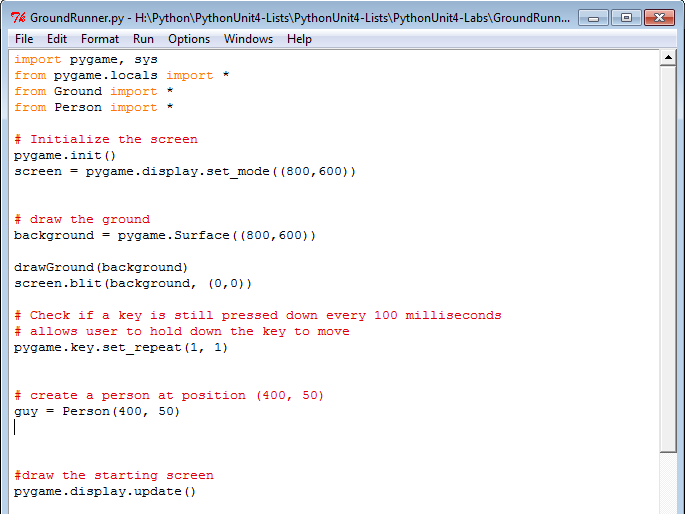 GroundRunner.py - H:\Python\PythonUnit4-Lists\PythonUnit4-Lists\PythonUnit4-Labs\GroundRunn...
File Edit Format Run Options Windows Help
import pygame, sys
from pygame.locals import *
from Ground import *
from Person import *
# Initialize the screen
pygame.init()
screen = pygame.display.set_mode((800,600))
# draw the ground
background = pygame.Surface((800,600))
drawGround(background)
screen.blit(background, (0,0))
# Check if a key is still pressed down every 100 milliseconds
# allows user to hold down the key to move
pygame.key.set_repeat(1, 1)
# create a person at position (400, 50)
guy = Person(400, 50)
#draw the starting screen
pygame.display.update()